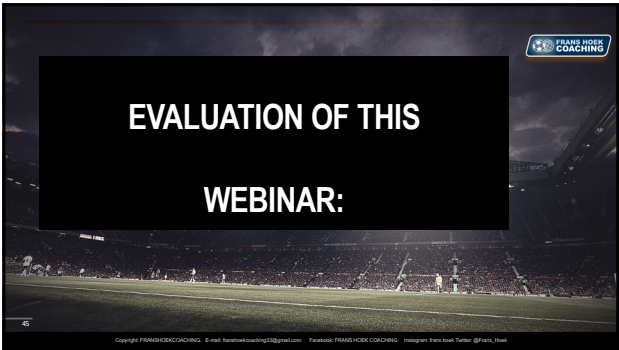 FRANS HOEK
COACHING
EVALUATION OF THIS
WEBINAR:
45
Copyright: FRANSHOEKCOACHING. E-mail: franshoekcoaching33@gmail.com Facebook: FRANS HOEK COACHING Instagram: frans.hoek Twitter: @Frans_Hoek